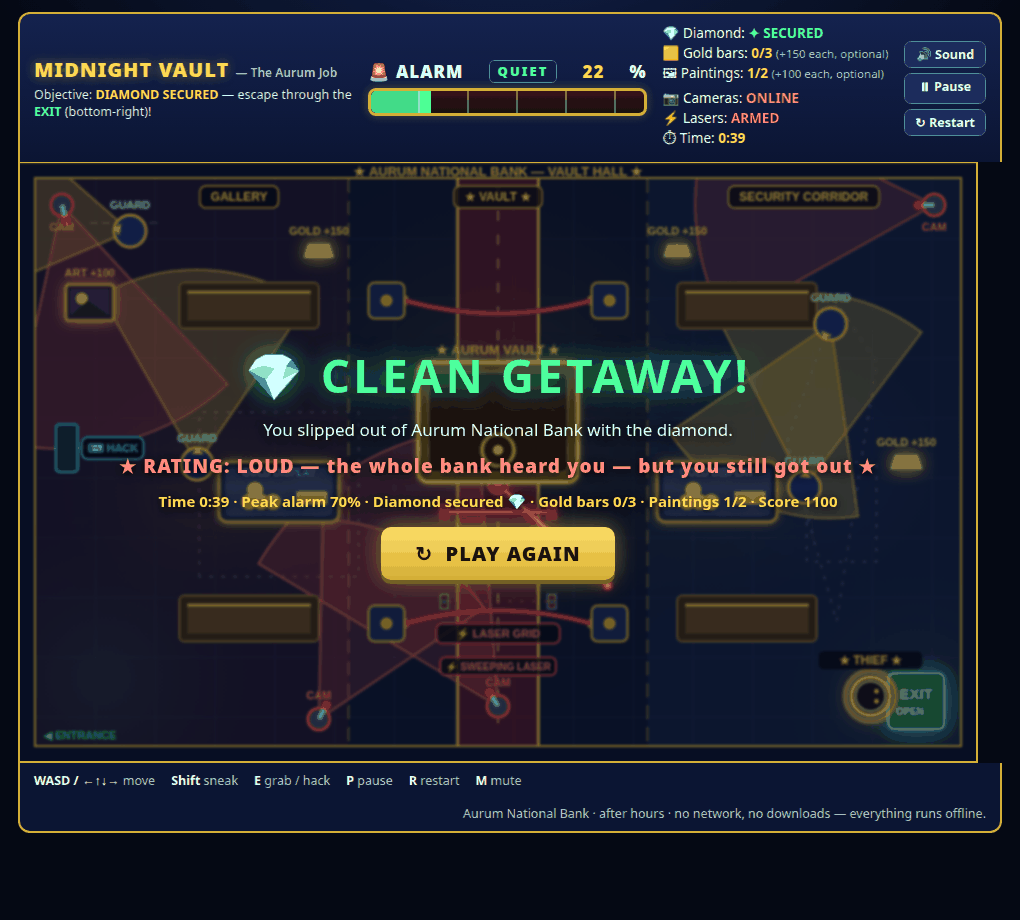 MIDNIGHT VAULT — The Aurum Job
Objective: DIAMOND SECURED — escape through the
EXIT (bottom-right)!
🚨 ALARM QUIET 22 %
💎 Diamond: ✦ SECURED
Gold bars: 0/3 (+150 each, optional)
🖼 Paintings: 1/2 (+100 each, optional)
📷 Cameras: ONLINE
⚡ Lasers: ARMED
⏱ Time: 0:39
🔊 Sound
⏸ Pause
↻ Restart
★ AURUM NATIONAL BANK — VAULT HALL ★
GALLERY
★ VAULT ★
SECURITY CORRIDOR
GUARD
CAM
CAM
GOLD +150
GOLD +150
ART +100
GUARD
★ AURUM VAULT ★
💎 CLEAN GETAWAY!
You slipped out of Aurum National Bank with the diamond.
HACK
GUARD
GOLD +150
★ RATING: LOUD — the whole bank heard you — but you still got out ★
Time 0:39 · Peak alarm 70% · Diamond secured 💎 · Gold bars 0/3 · Paintings 1/2 · Score 1100
↻ PLAY AGAIN
⚡ LASER GRID
⚡ SWEEPING LASER
CAM
CAM
★ THIEF ★
EXIT
OPEN
◀ ENTRANCE
WASD / ←↑↓→ move Shift sneak E grab / hack P pause R restart M mute
Aurum National Bank · after hours · no network, no downloads — everything runs offline.